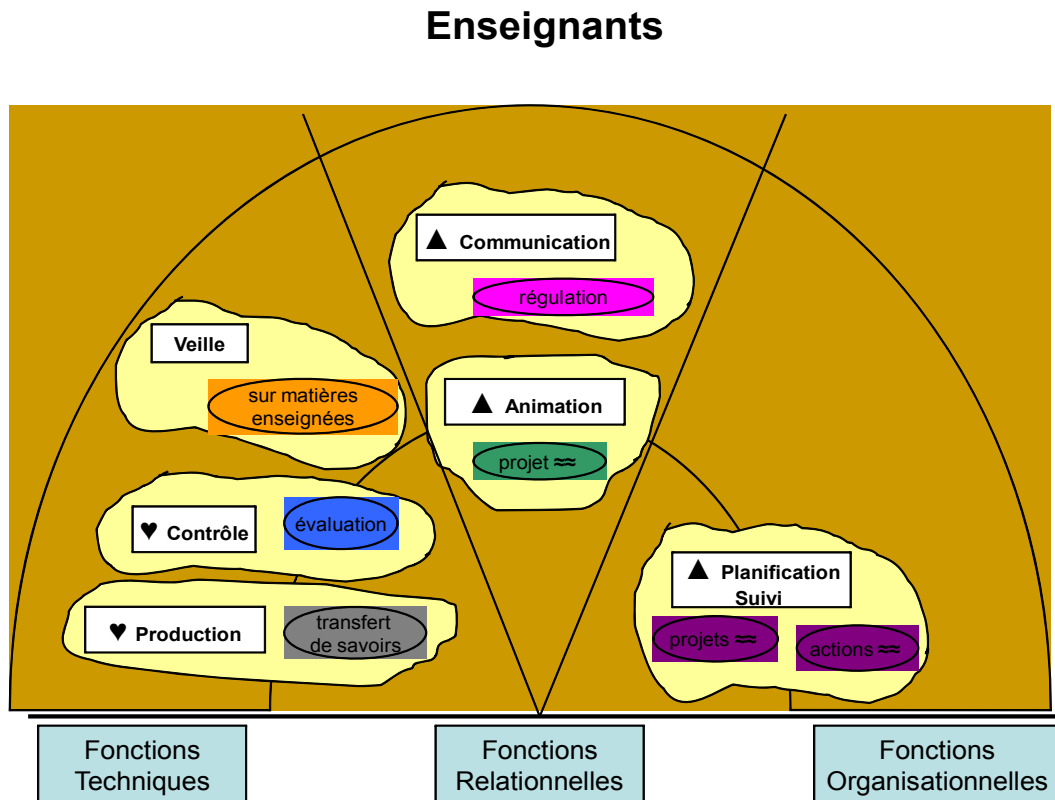 Enseignants
▲ Communication
régulation
Veille
sur matières
enseignées
▲ Animation
projet ≈≈
♥ Contrôle
évaluation
▲ Planification
Suivi
projets ≈≈
actions ≈≈
♥ Production
transfert
de savoirs
Fonctions
Techniques
Fonctions
Relationnelles
Fonctions
Organisationnelles